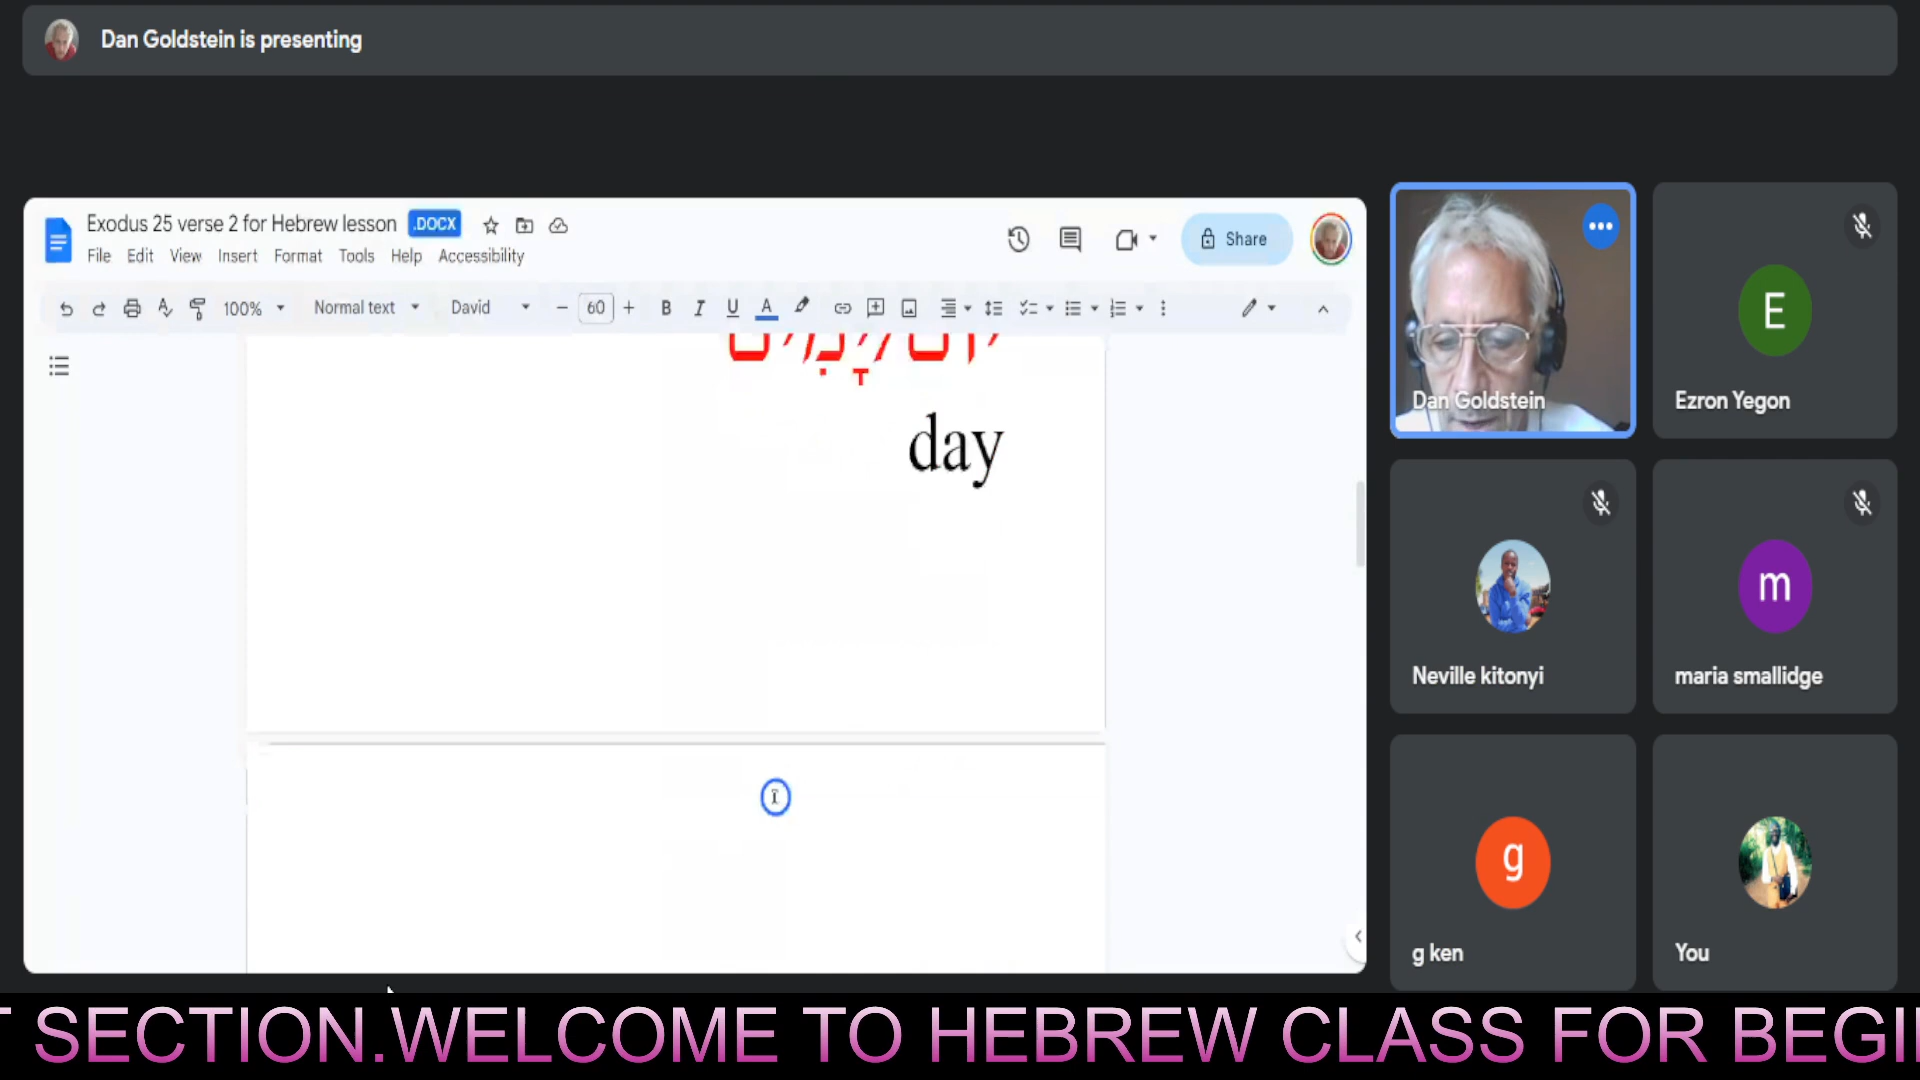 Dan Goldstein is presenting
Exodus 25 verse 2 for Hebrew lesson .DOCX
File Edit View Insert Format Tools Help Accessibility
Share
100% Normal text David 60 B I U A
day
Dan Goldstein
Ezron Yegon
E
Neville kitonyi
maria smallidge
m
g ken
g
You
SECTION.WELCOME TO HEBREW CLASS FOR